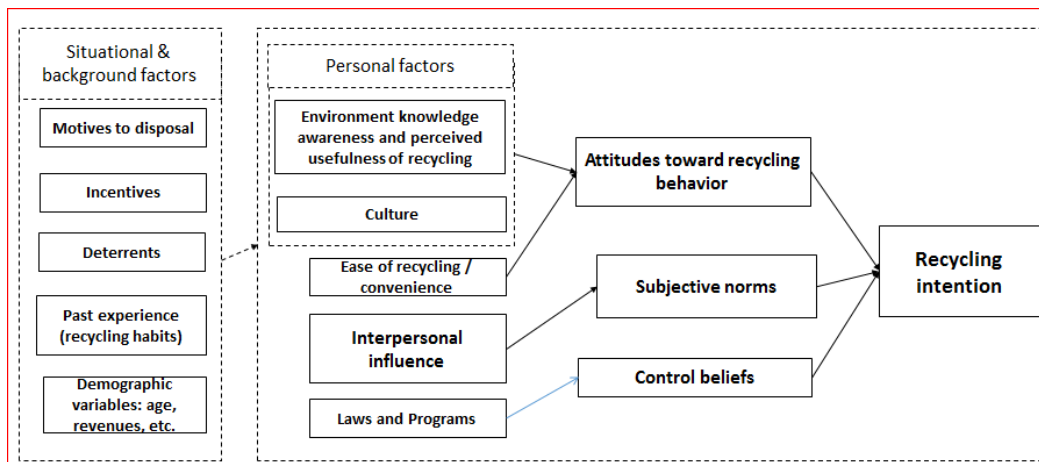 Situational &
background factors
Motives to disposal
Incentives
Deterrents
Past experience
(recycling habits)
Demographic
variables: age,
revenues, etc.
Personal factors
Environment knowledge
awareness and perceived
usefulness of recycling
Culture
Ease of recycling /
convenience
Interpersonal
influence
Laws and Programs
Attitudes toward recycling
behavior
Subjective norms
Control beliefs
Recycling
intention